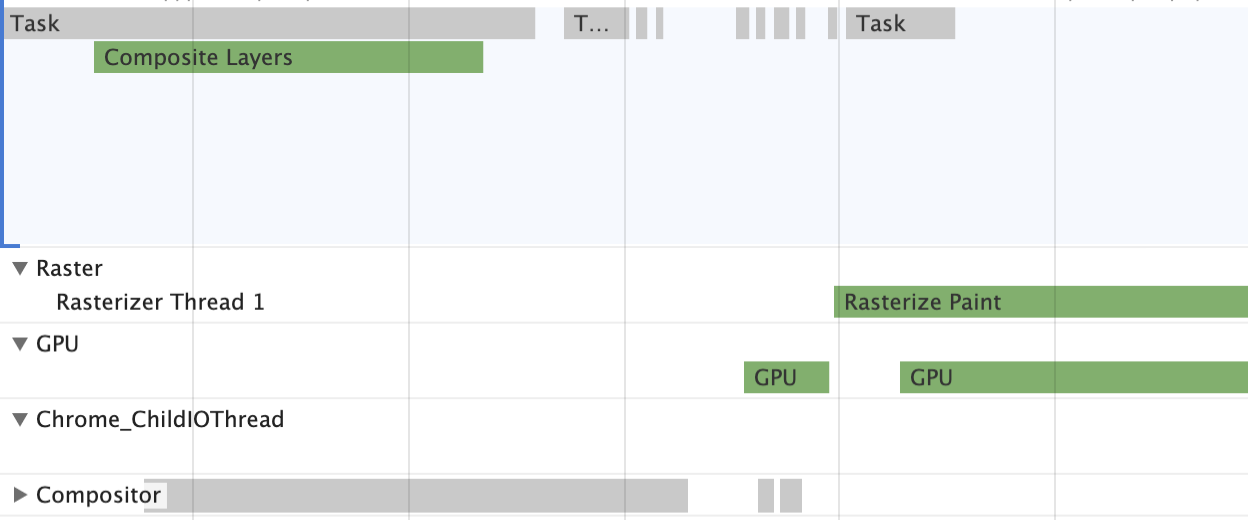 Task T... Task
Composite Layers
Raster
Rasterizer Thread 1 Rasterize Paint
GPU
GPU GPU
Chrome_ChildIOThread
Compositor